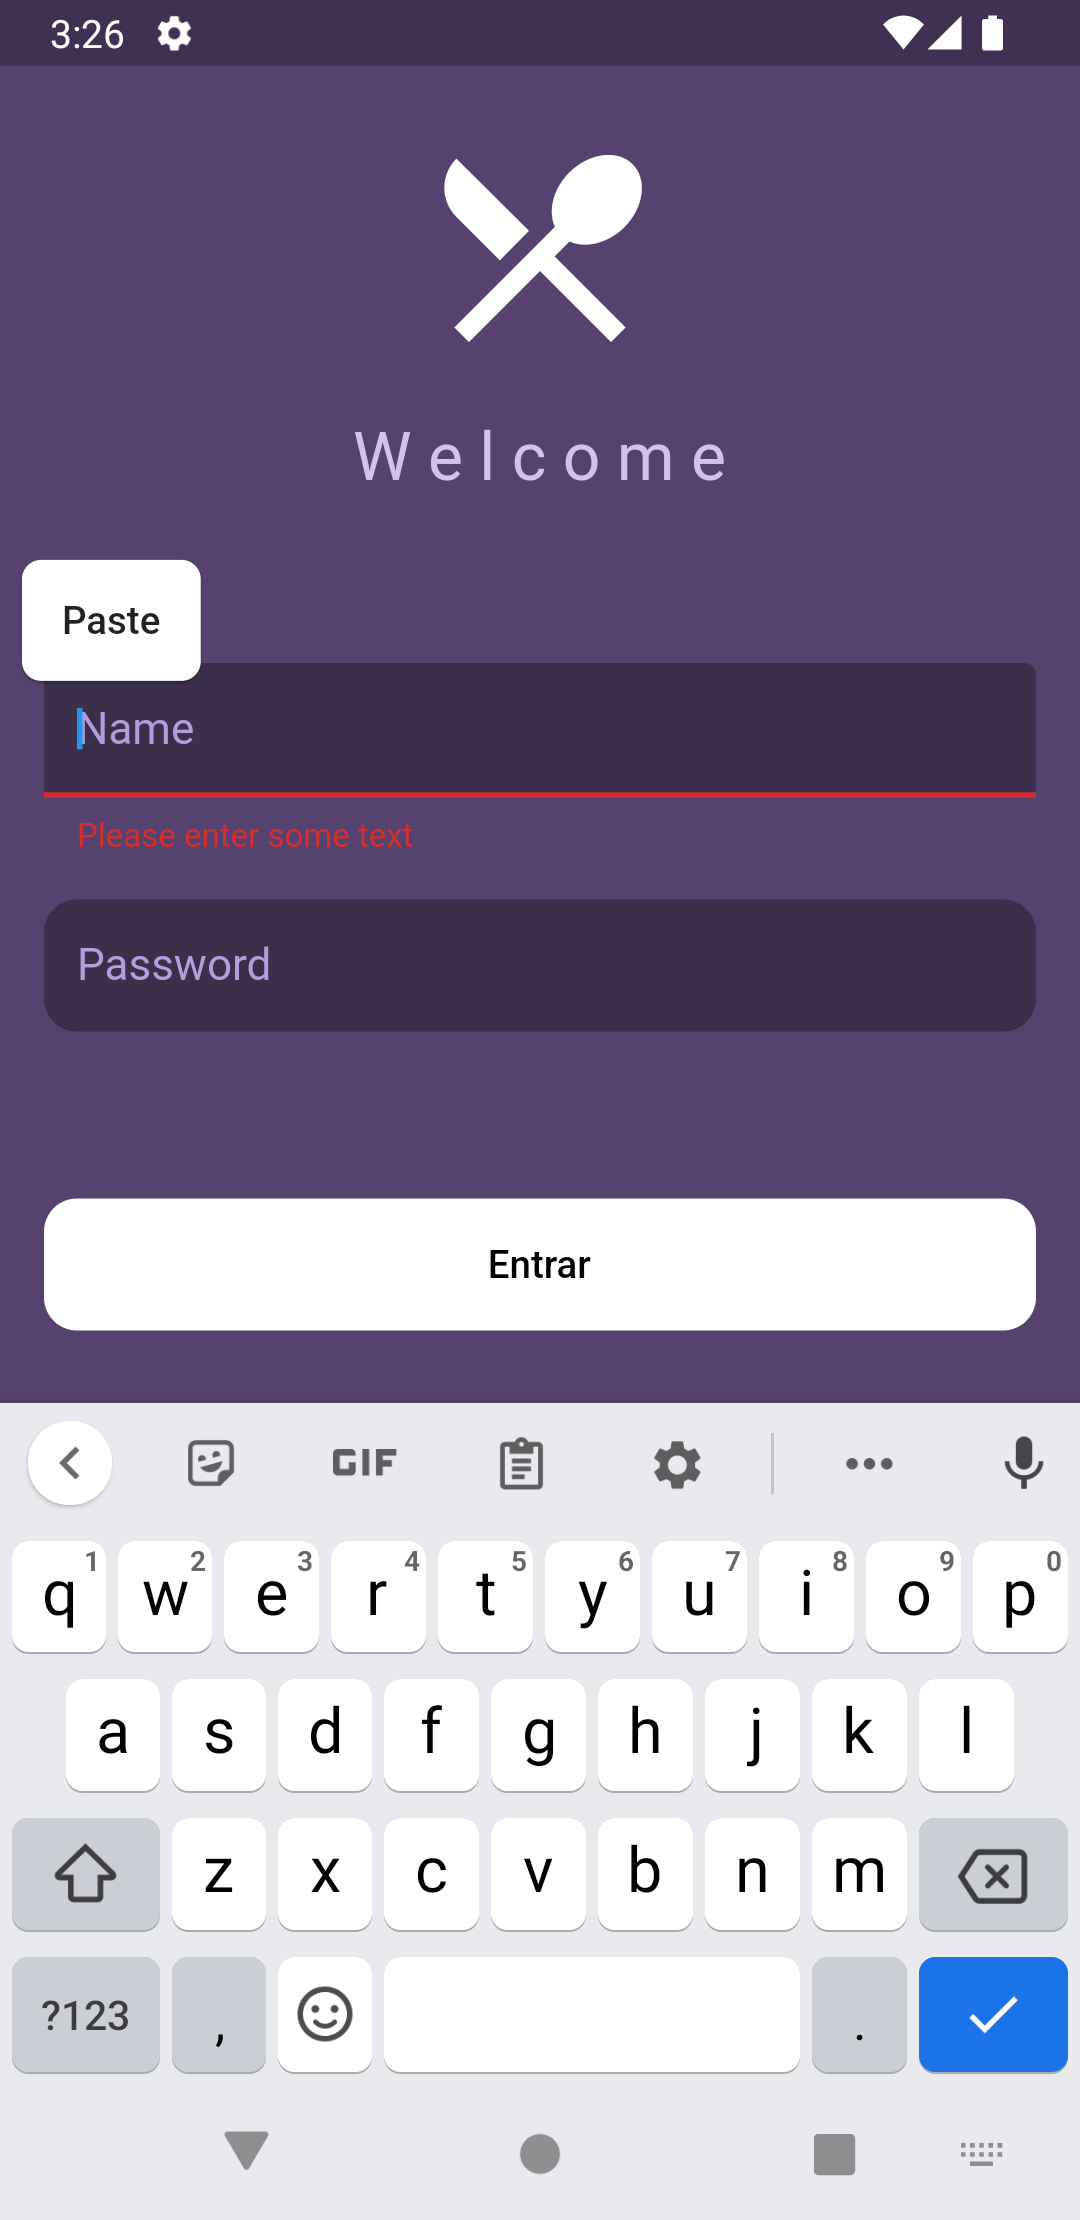 3:26
Welcome
Paste
Name
Please enter some text
Password
Entrar
GIF
q 1 w 2 e 3 r 4 t 5 y 6 u 7 i 8 o 9 p 0
a s d f g h j k l
z x c v b n m
?123 , .